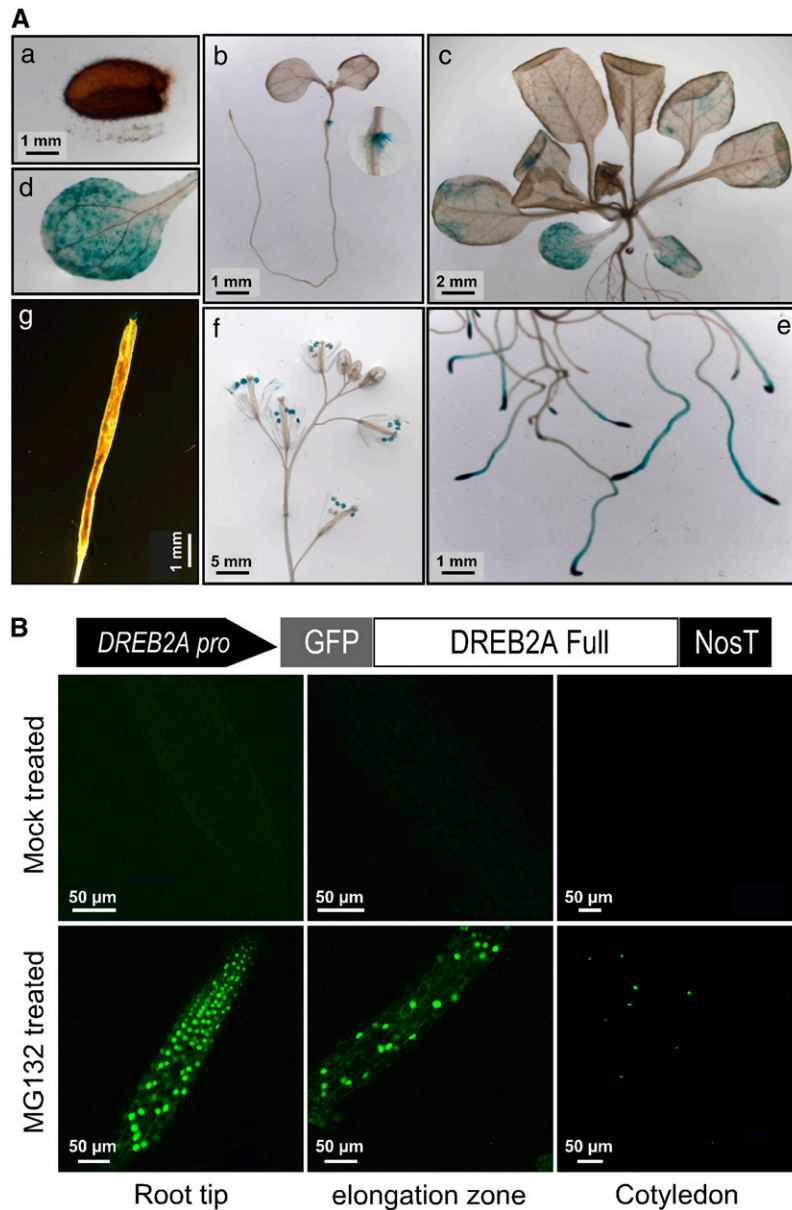 A
a
1 mm
b
1 mm
c
2 mm
d
g
1 mm
f
5 mm
e
1 mm
B
DREB2A pro GFP DREB2A Full NosT
Mock treated
50 µm
50 µm
50 µm
MG132 treated
50 µm
50 µm
50 µm
Root tip
elongation zone
Cotyledon